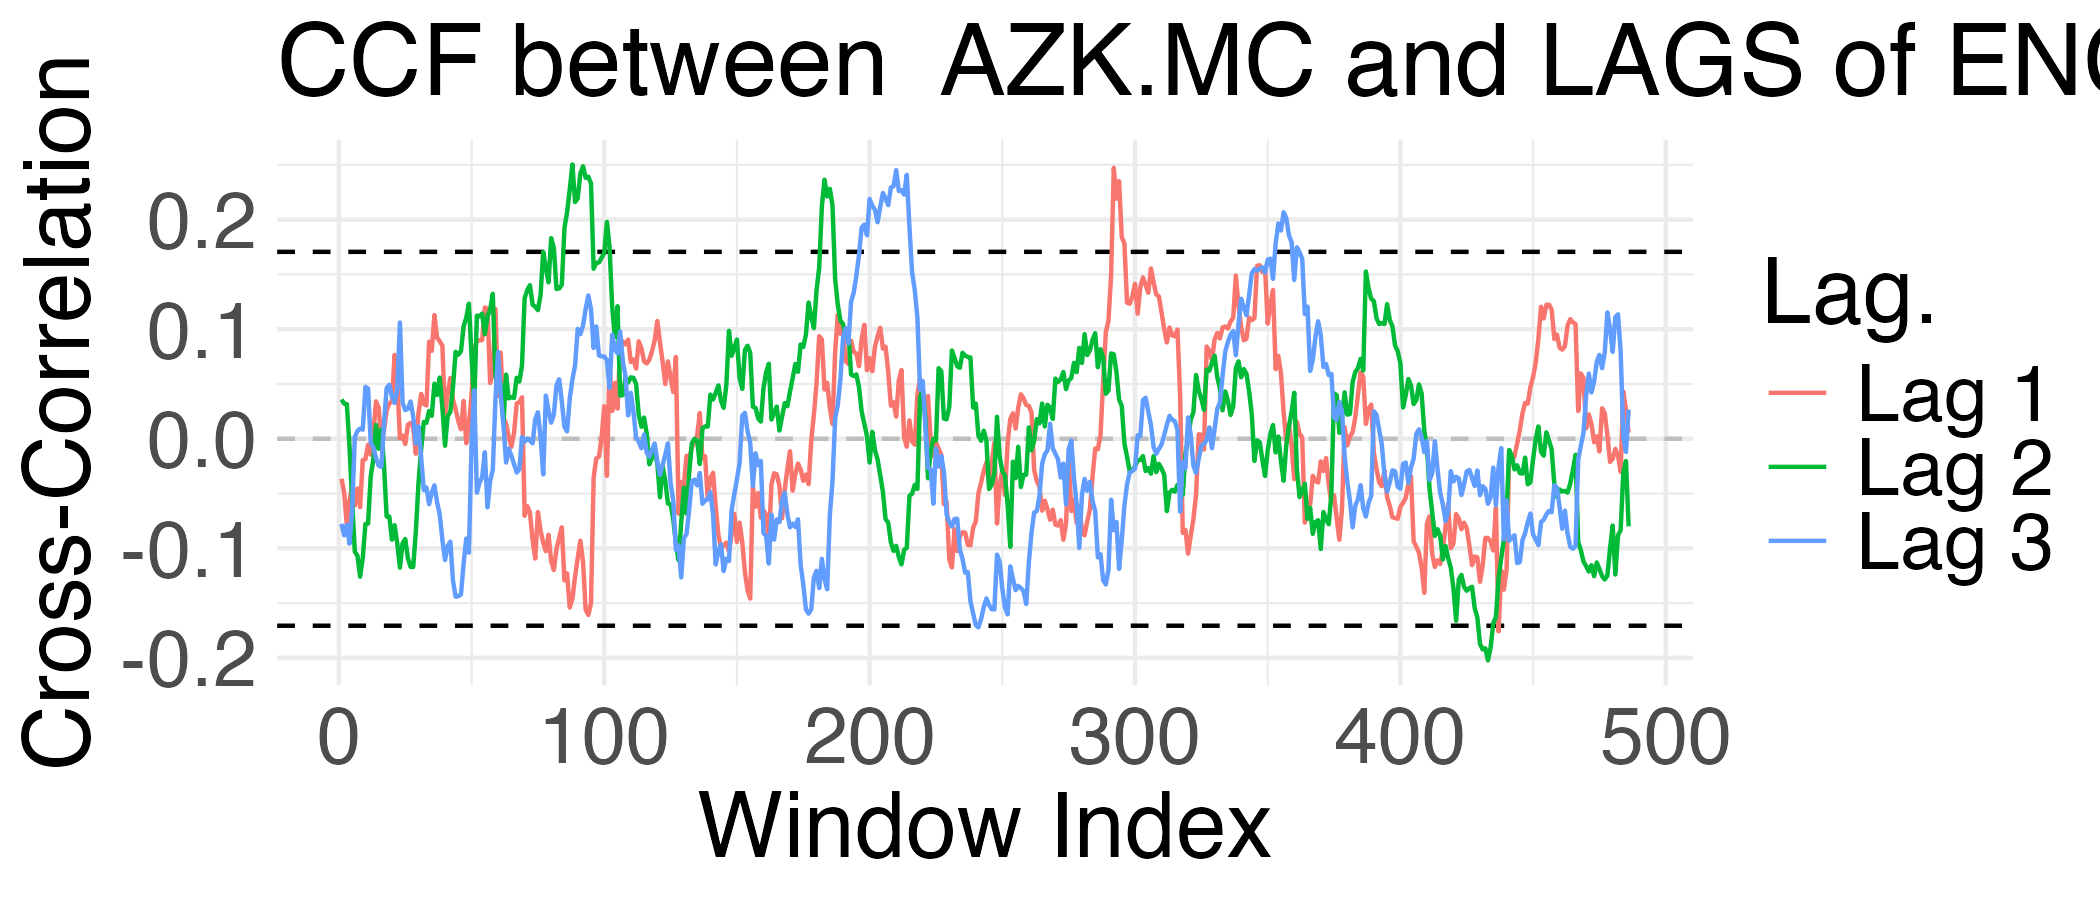 CCF between  AZK.MC and LAGS of ENC
Cross-Correlation
0.2
0.1
0.0
-0.1
-0.2
0 100 200 300 400 500
Window Index
Lag.
Lag 1
Lag 2
Lag 3